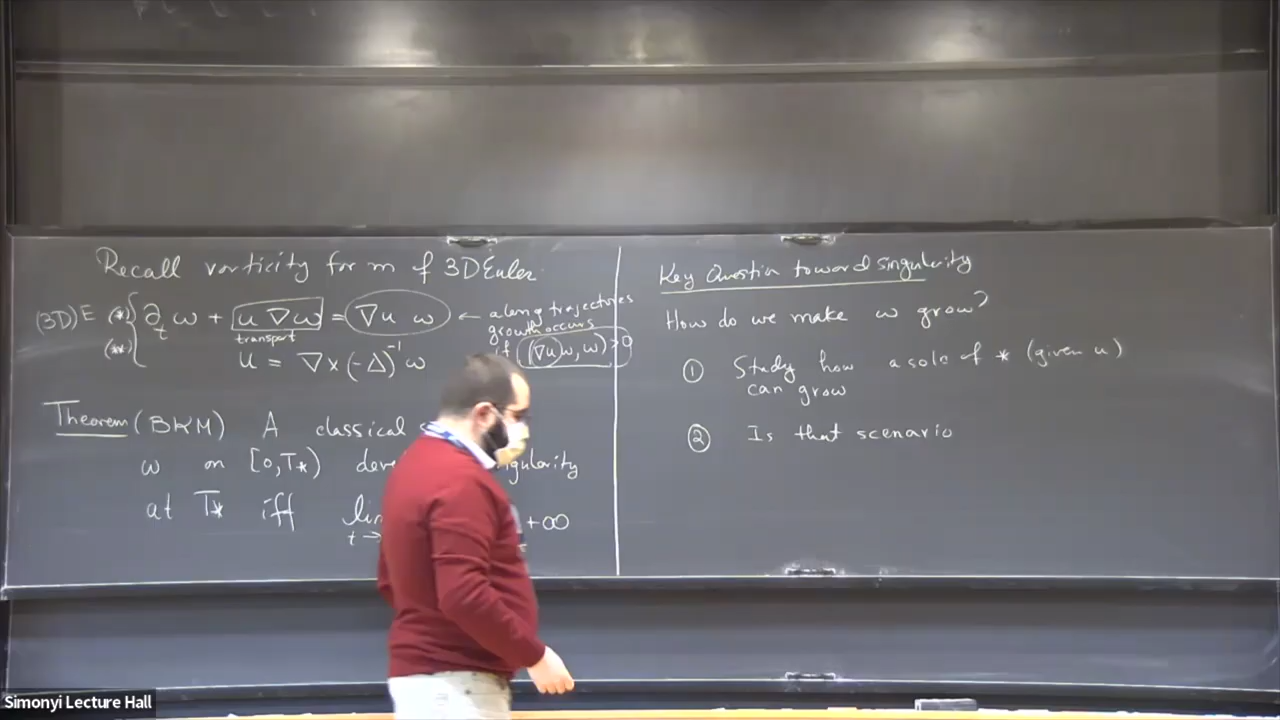 Recall vorticity form of 3D Euler.
(3D) E (*) { ∂_t ω + u ∇ω = ∇u ω ← along trajectories
transport growth occurs
(**) u = ∇×(-Δ)^{-1} ω if (∇u ω, ω) > 0
Theorem (BKM) A classical
ω on [0,T*)
at T* iff +∞
t→
Key Question toward singularity
How do we make ω grow?
① Study how a soln of * (given u)
can grow
② Is that scenario
Simonyi Lecture Hall